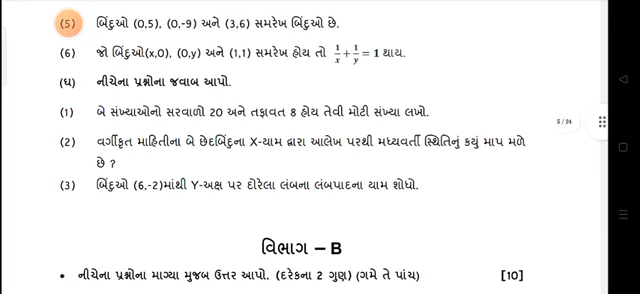 (5) બિંદુઓ (0,5), (0,-9) અને (3,6) સમરેખ બિંદુઓ છે.
(6) જો બિંદુઓ(x,0), (0,y) અને (1,1) સમરેખ હોય તો 1/x + 1/y = 1 થાય.
(ઘ) નીચેના પ્રશ્નોના જવાબ આપો.
(1) બે સંખ્યાઓનો સરવાળો 20 અને તફાવત 8 હોય તેવી મોટી સંખ્યા લખો.
5 / 24
(2) વર્ગીકૃત માહિતીના બે છેદબિંદુના X-યામ દ્વારા આલેખ પરથી મધ્યવર્તી સ્થિતિનું કયું માપ મળે
છે ?
(3) બિંદુઓ (6,-2)માંથી Y-અક્ષ પર દોરેલા લંબના લંબપાદના યામ શોધો.
વિભાગ – B
• નીચેના પ્રશ્નોના માગ્યા મુજબ ઉત્તર આપો. (દરેકના 2 ગુણ) (ગમે તે પાંચ) [10]